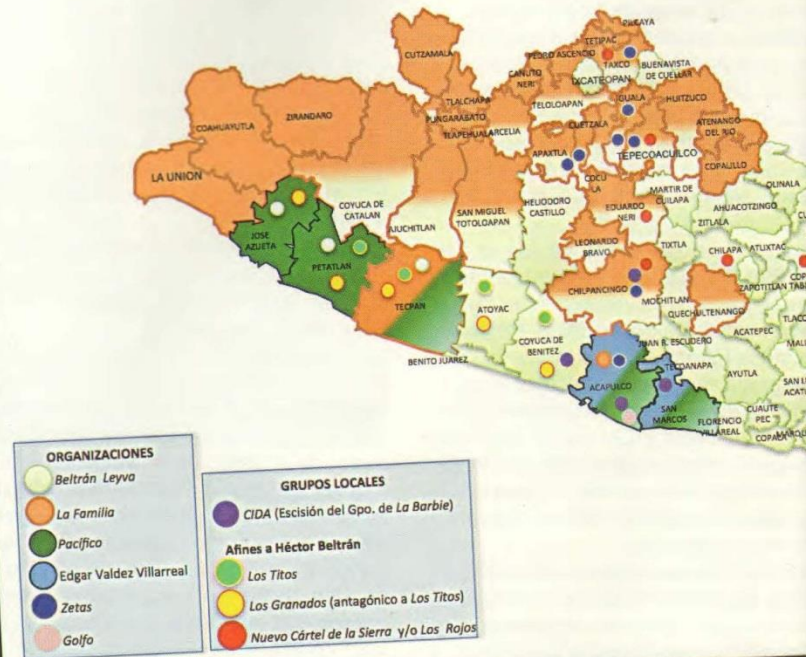 PILCAYA
TETIPAC
PEDRO ASCENCIO
TAXCO
BUENAVISTA
DE CUELLAR
CUTZAMALA
CANUTO
NERI
IXCATEOPAN
TLALCHAPA
TELOLOAPAN
IGUALA
HUITZUCO
ZIRANDARO
PUNGARABATO
COAHUAYUTLA
TLAPEHUALA
ARCELIA
CUETZALA
ATENANGO
DEL RIO
APAXTLA
TEPECOACUILCO
COPALILLO
LA UNION
COCU
LA
MARTIR DE
CUILAPA
OLINALA
COYUCA DE
CATALAN
HELIODORO
CASTILLO
EDUARDO
NERI
AHUACOTZINGO
AJUCHITLAN
SAN MIGUEL
TOTOLOAPAN
ZITLALA
JOSE
AZUETA
LEONARDO
BRAVO
TIXTLA
CHILAPA
ATLIXTAC
PETATLAN
CHILPANCINGO
ZAPOTITLAN TAB
TECPAN
MOCHITLAN
QUECHULTENANGO
ATOYAC
TLACO
ACATEPEC
COYUCA DE
BENITEZ
JUAN R. ESCUDERO
BENITO JUAREZ
TECOANAPA
AYUTLA
ACAPULCO
SAN
MARCOS
FLORENCIO
VILLAREAL
CUAUTE
PEC
COPALA
ORGANIZACIONES
Beltrán Leyva
La Familia
Pacífico
Edgar Valdez Villarreal
Zetas
Golfo
GRUPOS LOCALES
CIDA (Escisión del Gpo. de La Barbie)
Afines a Héctor Beltrán
Los Titos
Los Granados (antagónico a Los Titos)
Nuevo Cártel de la Sierra y/o Los Rojos